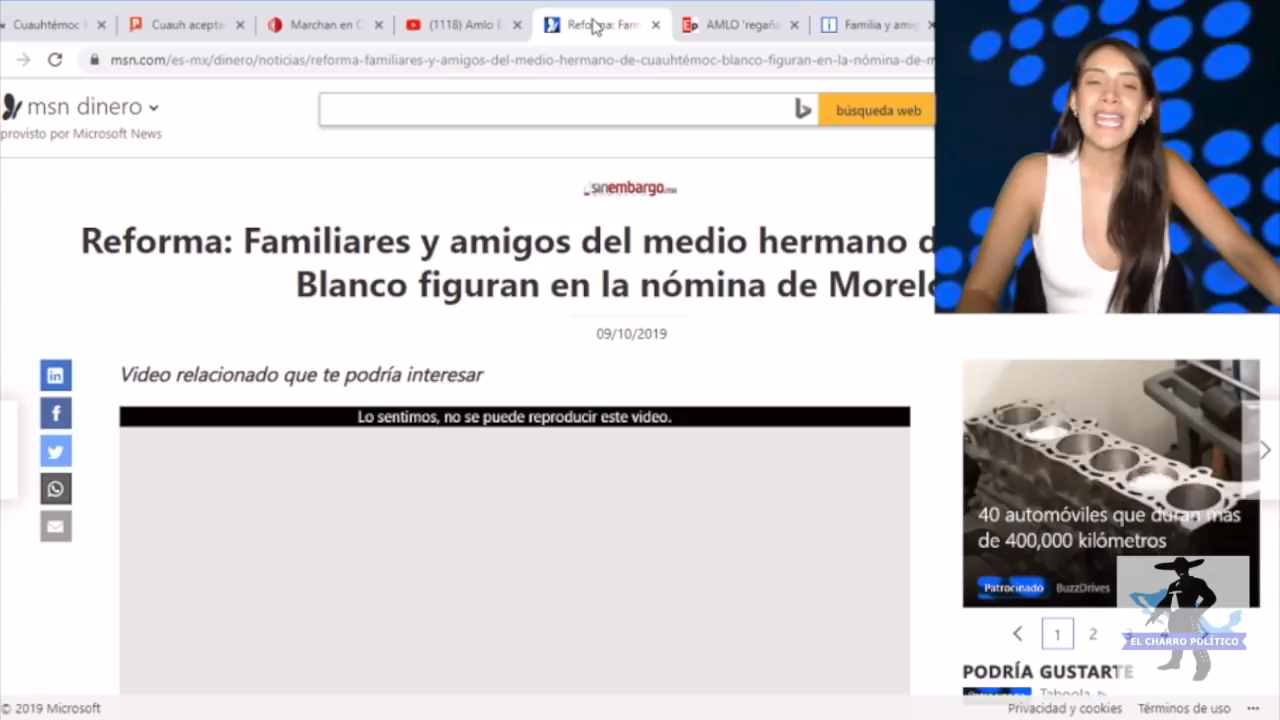 Cuauhtémoc
Cuauh acepta
Marchan en C
(1118) Amlo
Reforma: Fam
AMLO 'regaña
Familia y amig
msn.com/es-mx/dinero/noticias/reforma-familiares-y-amigos-del-medio-hermano-de-cuauhtémoc-blanco-figuran-en-la-nómina-de-m
msn dinero
búsqueda web
provisto por Microsoft News
sinembargo.mx
Reforma: Familiares y amigos del medio hermano d
Blanco figuran en la nómina de Morelo
09/10/2019
Video relacionado que te podría interesar
Lo sentimos, no se puede reproducir este video.
40 automóviles que duran más
de 400,000 kilómetros
Patrocinado BuzzDrives
1 2 3
EL CHARRO POLÍTICO
PODRÍA GUSTARTE
Taboola
© 2019 Microsoft
Privacidad y cookies Términos de uso ...